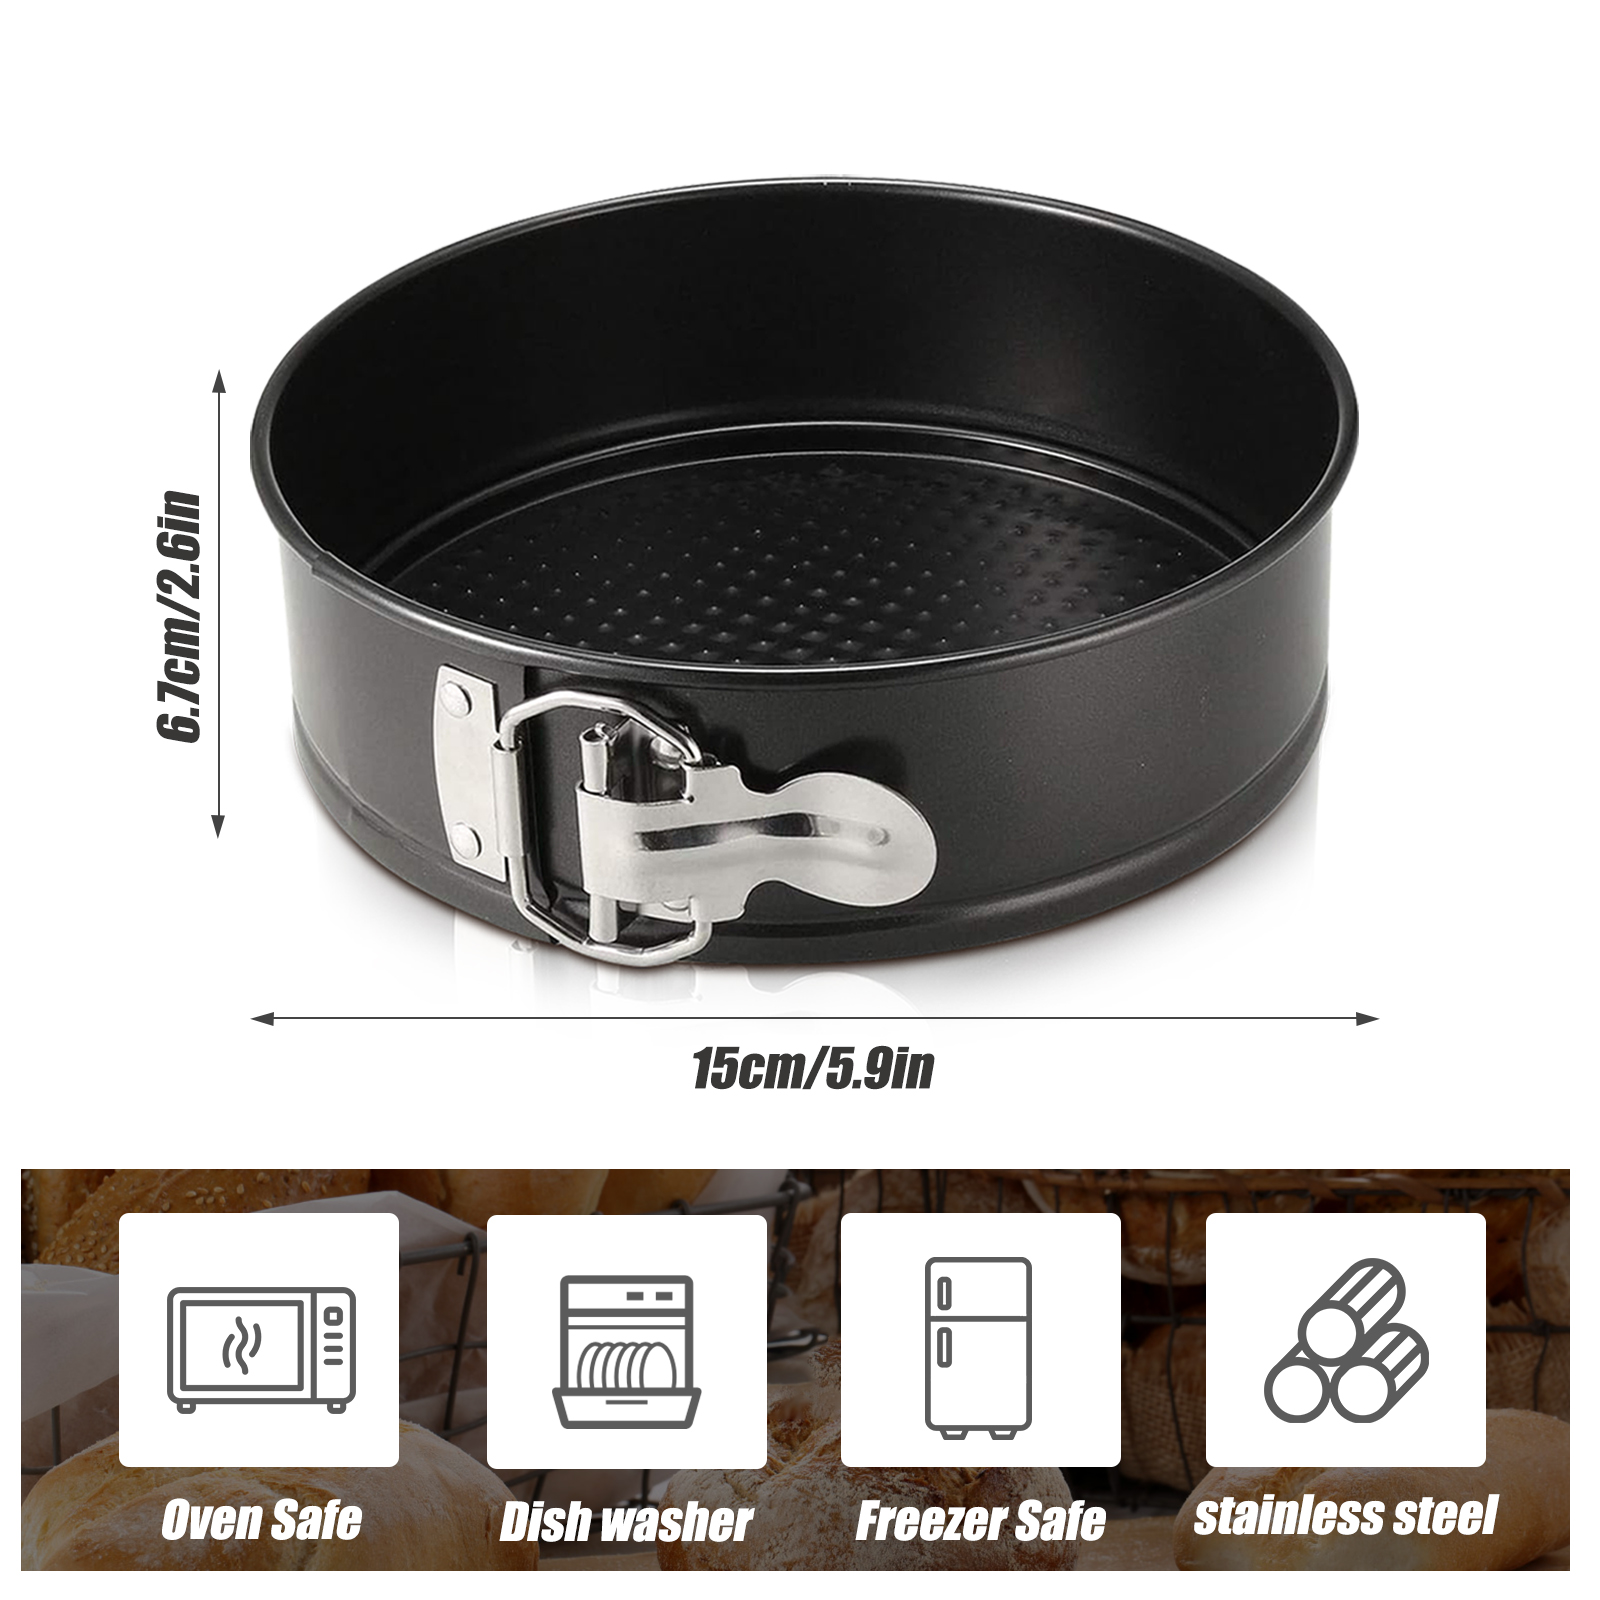 6.7cm/2.6in
15cm/5.9in
Oven Safe
Dish washer
Freezer Safe
stainless steel